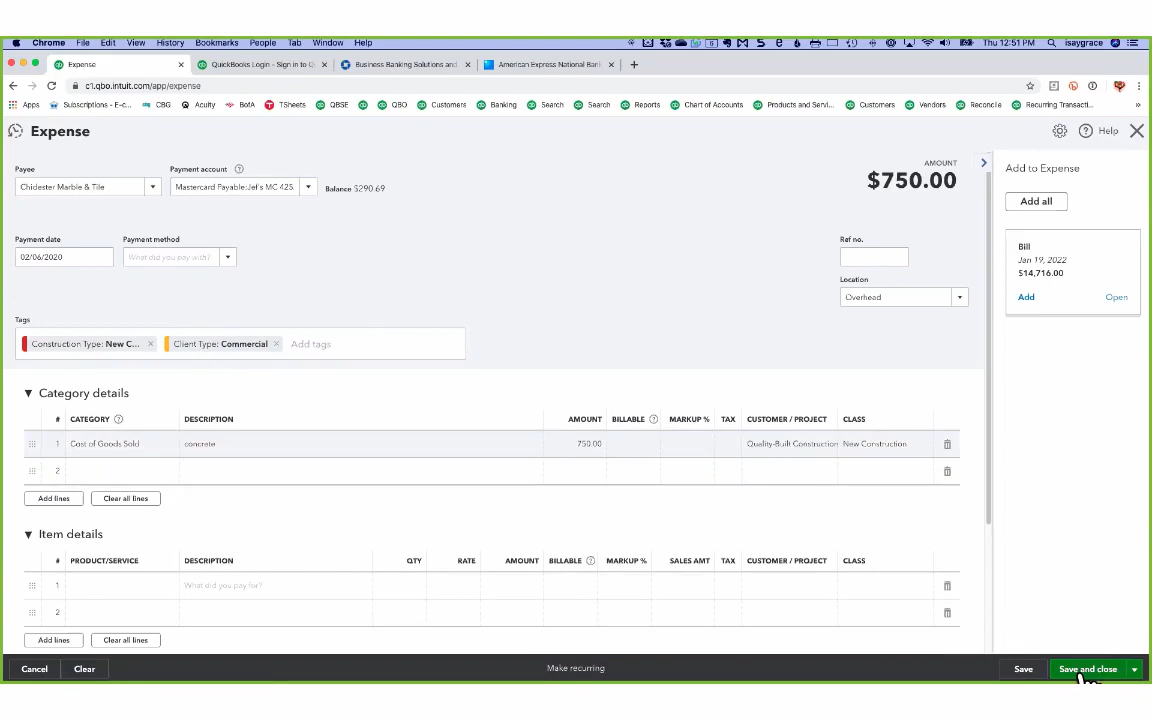 Chrome File Edit View History Bookmarks People Tab Window Help Thu 12:51 PM isaygrace
Expense × QuickBooks Login - Sign in to Q × Business Banking Solutions and × American Express National Ban × +
c1.qbo.intuit.com/app/expense
Apps Subscriptions - E-c... CBG Acuity BofA TSheets QBSE QBO Customers Banking Search Search Reports Chart of Accounts Products and Servi... Customers Vendors Reconcile Recurring Transacti... »
Expense
Help
Payee
Chidester Marble & Tile
Payment account
Mastercard Payable:Jef's MC 425.
Balance $290.69
AMOUNT
$750.00
Payment date
02/06/2020
Payment method
What did you pay with?
Ref no.
Location
Overhead
Tags
Construction Type: New C... × Client Type: Commercial × Add tags
Category details
# CATEGORY DESCRIPTION AMOUNT BILLABLE MARKUP % TAX CUSTOMER / PROJECT CLASS
1 Cost of Goods Sold concrete 750.00 Quality-Built Construction New Construction
2
Add lines Clear all lines
Item details
# PRODUCT/SERVICE DESCRIPTION QTY RATE AMOUNT BILLABLE MARKUP % SALES AMT TAX CUSTOMER / PROJECT CLASS
1 What did you pay for?
2
Add lines Clear all lines
Add to Expense
Add all
Bill
Jan 19, 2022
$14,716.00
Add Open
Cancel Clear Make recurring Save Save and close